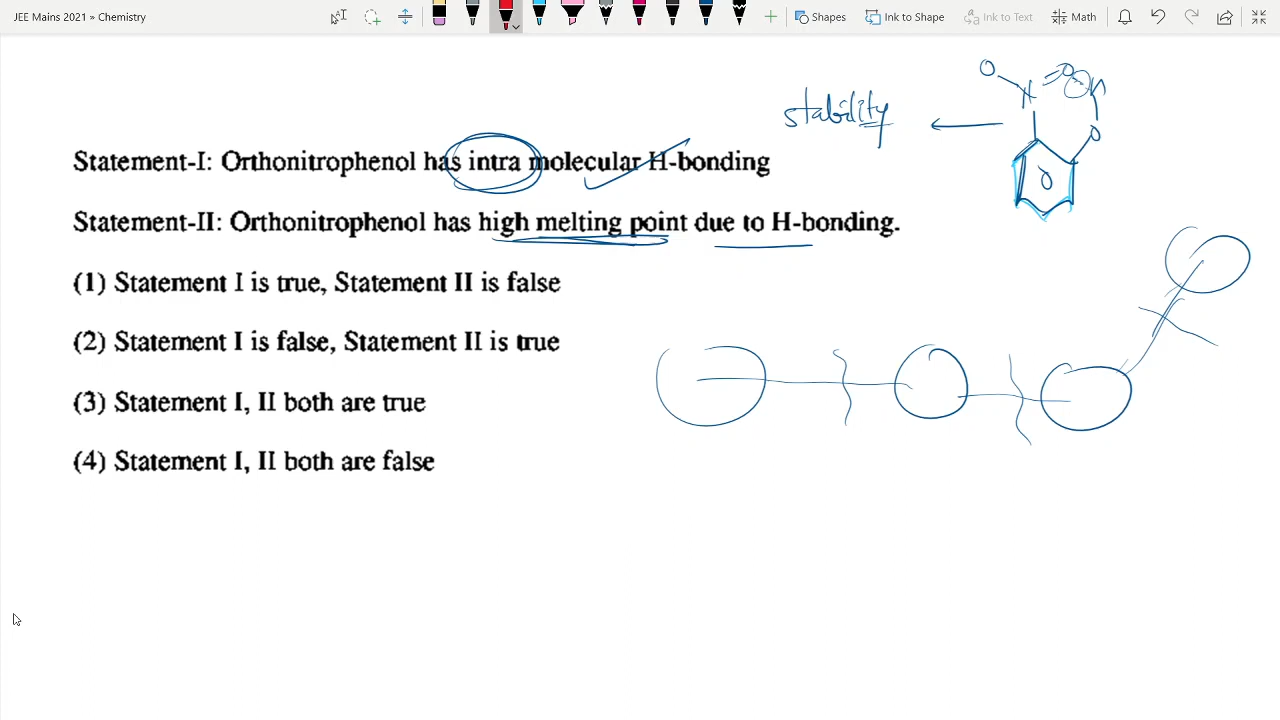 JEE Mains 2021 » Chemistry
Shapes
Ink to Shape
Ink to Text
Math
stability
O
N
O
H
O
Statement-I: Orthonitrophenol has intra molecular H-bonding
Statement-II: Orthonitrophenol has high melting point due to H-bonding.
(1) Statement I is true, Statement II is false
(2) Statement I is false, Statement II is true
(3) Statement I, II both are true
(4) Statement I, II both are false